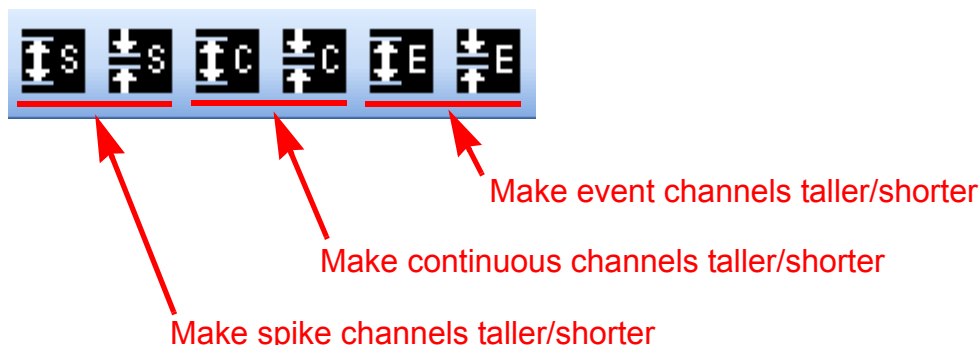 S S C C E E
Make event channels taller/shorter
Make continuous channels taller/shorter
Make spike channels taller/shorter